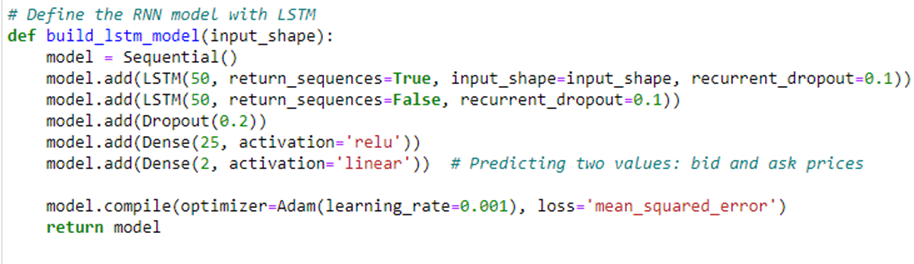 # Define the RNN model with LSTM
def build_lstm_model(input_shape):
    model = Sequential()
    model.add(LSTM(50, return_sequences=True, input_shape=input_shape, recurrent_dropout=0.1))
    model.add(LSTM(50, return_sequences=False, recurrent_dropout=0.1))
    model.add(Dropout(0.2))
    model.add(Dense(25, activation='relu'))
    model.add(Dense(2, activation='linear'))  # Predicting two values: bid and ask prices
    model.compile(optimizer=Adam(learning_rate=0.001), loss='mean_squared_error')
    return model